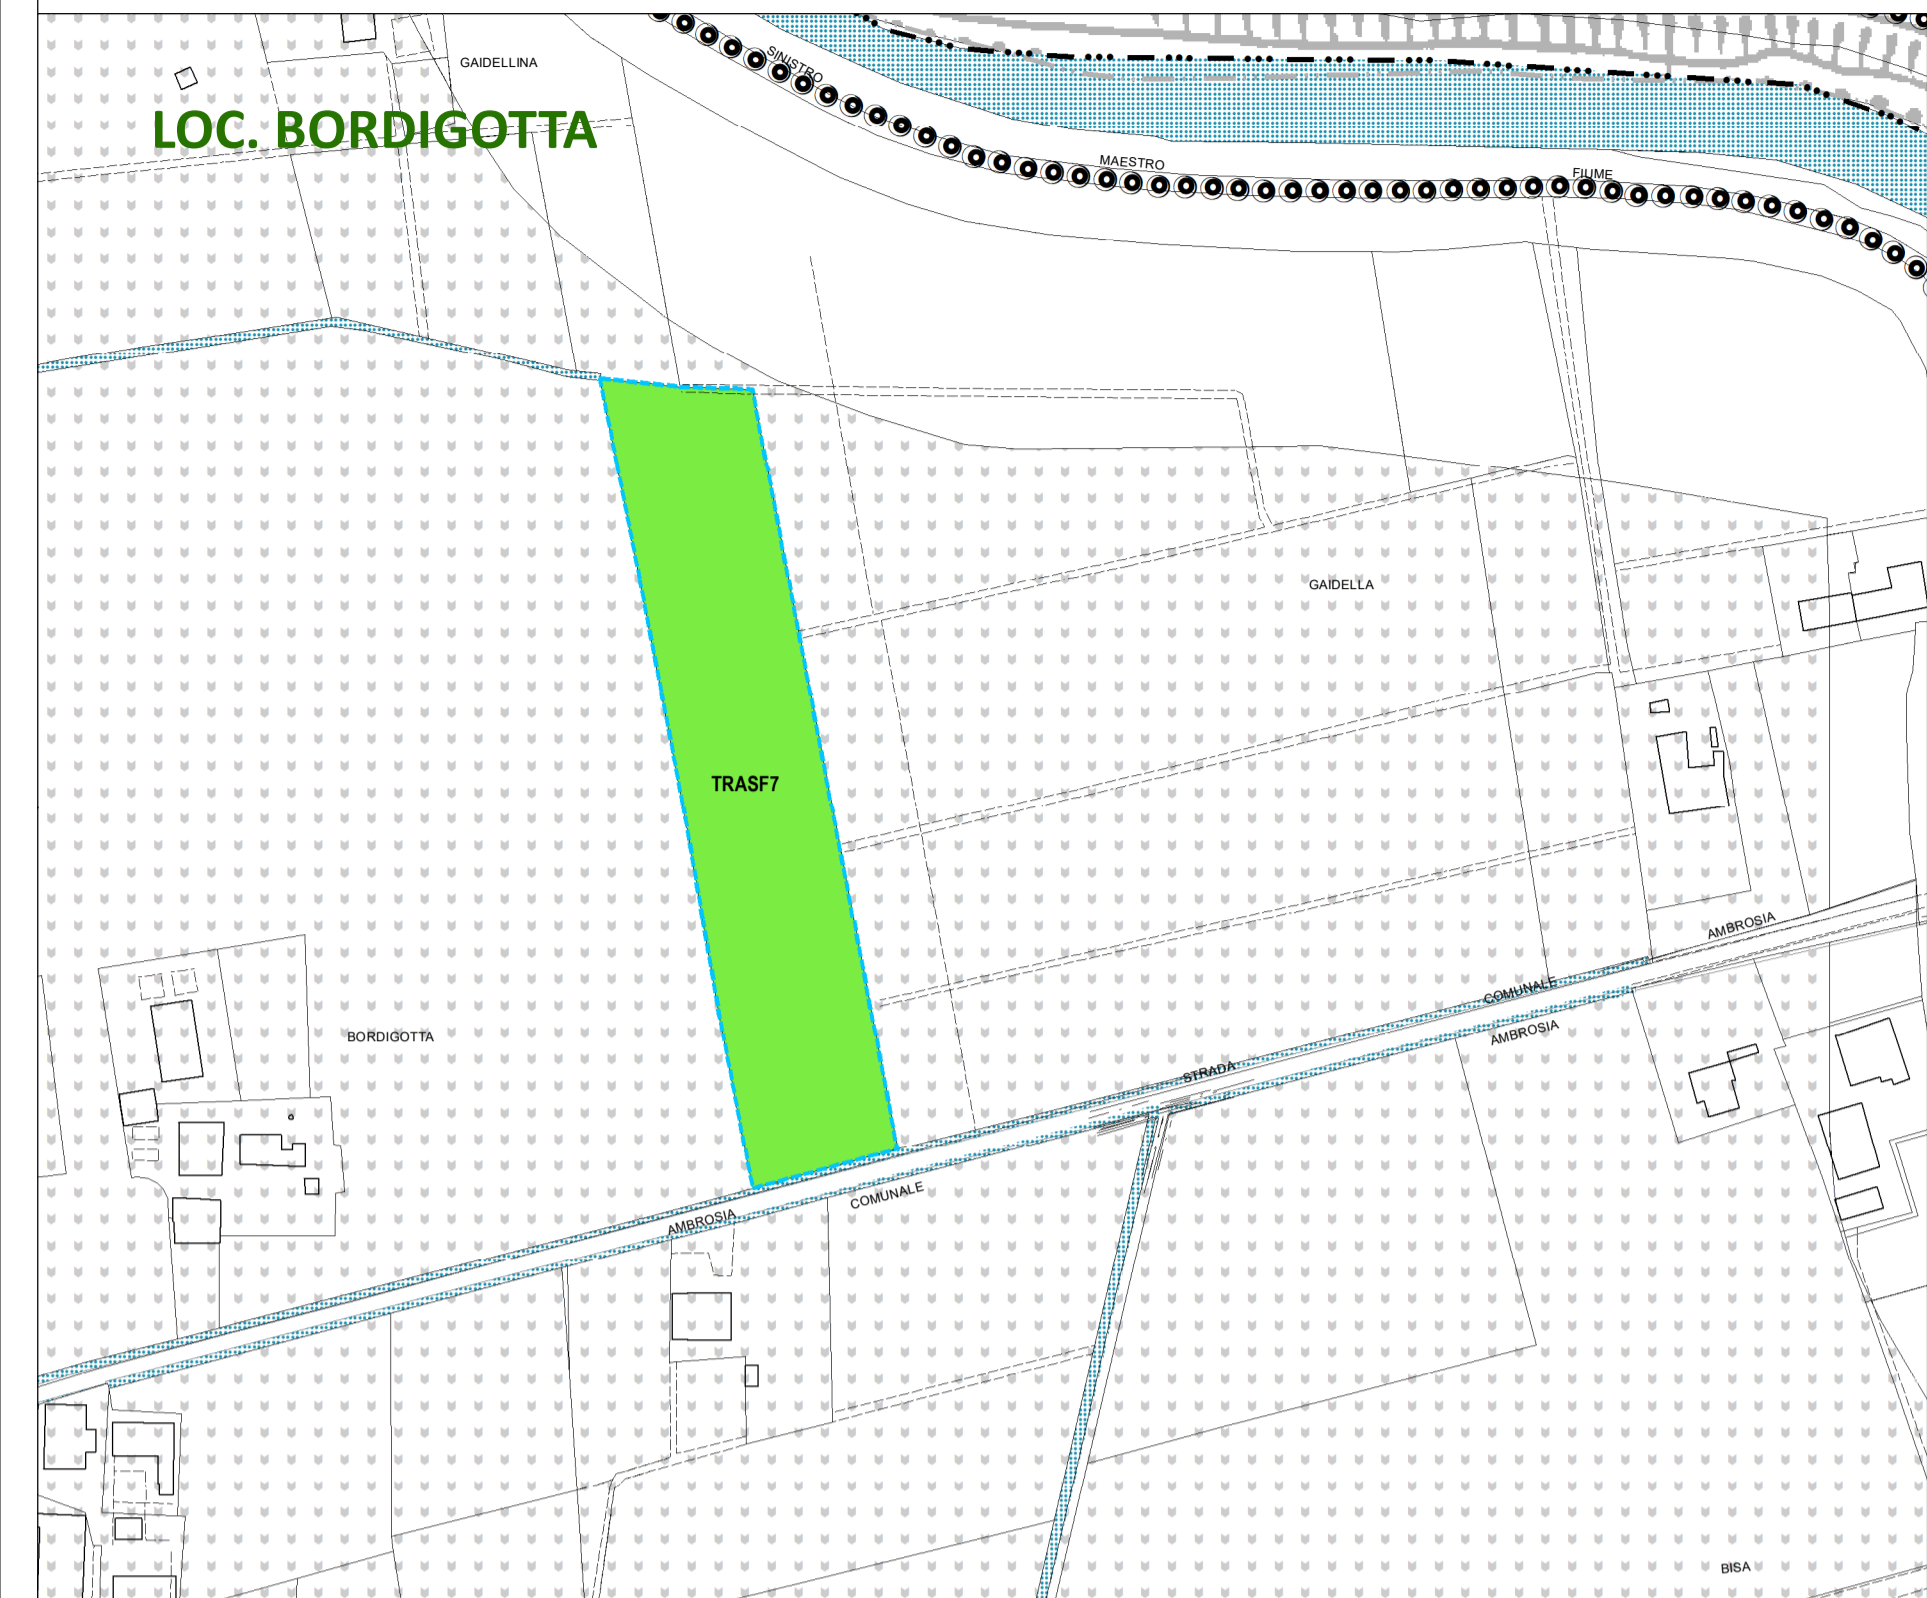 GAIDELLINA
SINISTRO
LOC. BORDIGOTTA
MAESTRO
FIUME
GAIDELLA
TRASF7
AMBROSIA
COMUNALE
AMBROSIA
BORDIGOTTA
STRADA
COMUNALE
AMBROSIA
BISA